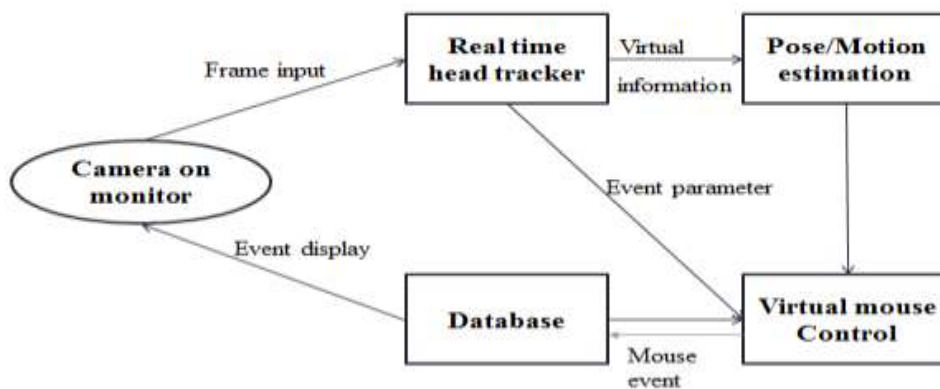 Real time
head tracker
Virtual
information
Pose/Motion
estimation
Frame input
Camera on
monitor
Event parameter
Event display
Database
Virtual mouse
Control
Mouse
event